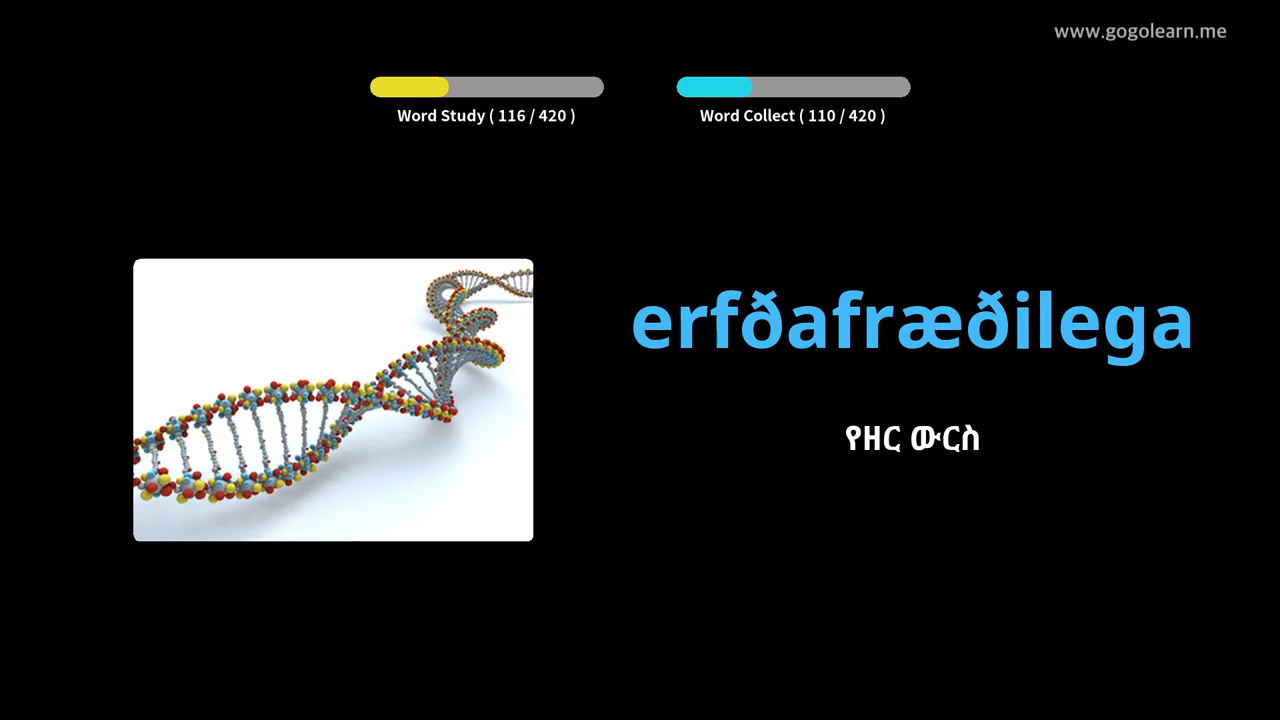 www.gogolearn.me
Word Study ( 116 / 420 )
Word Collect ( 110 / 420 )
erfðafræðilega
የዘር ውርስ